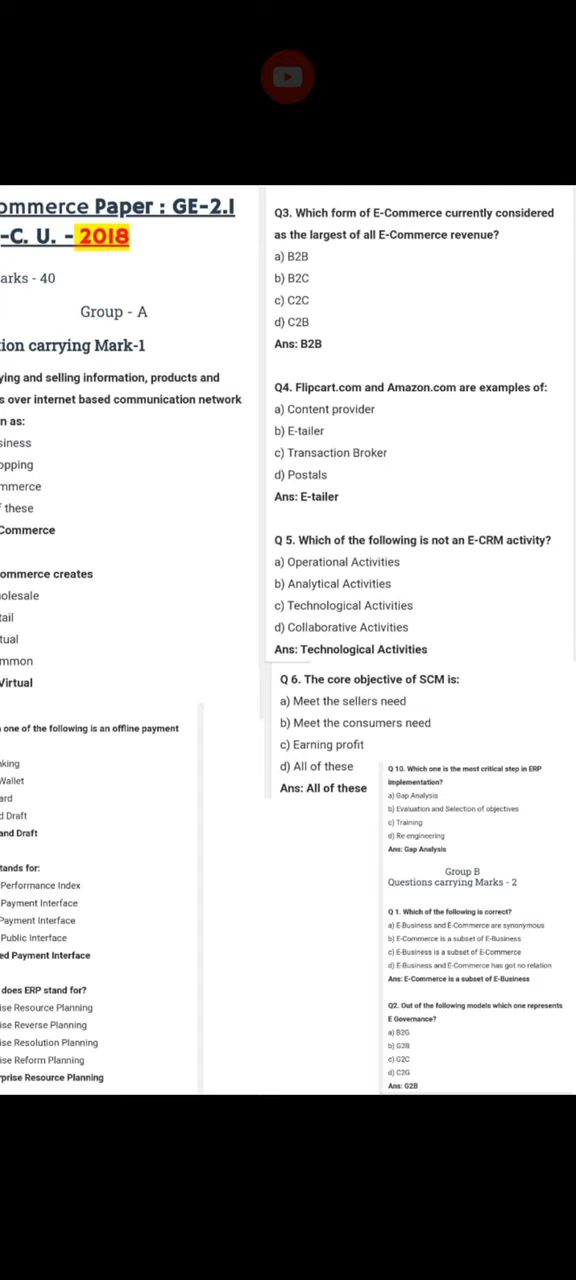 ommerce Paper : GE-2.I
-C. U. - 2018
arks - 40
Group - A
ion carrying Mark-1
ying and selling information, products and
s over internet based communication network
n as:
siness
opping
mmerce
f these
Commerce
ommerce creates
olesale
tail
tual
mmon
Virtual
one of the following is an offline payment
king
Wallet
ard
d Draft
and Draft
tands for:
Performance Index
Payment Interface
Payment Interface
Public Interface
ed Payment Interface
does ERP stand for?
ise Resource Planning
ise Reverse Planning
ise Resolution Planning
ise Reform Planning
rprise Resource Planning
Q3. Which form of E-Commerce currently considered
as the largest of all E-Commerce revenue?
a) B2B
b) B2C
c) C2C
d) C2B
Ans: B2B
Q4. Flipcart.com and Amazon.com are examples of:
a) Content provider
b) E-tailer
c) Transaction Broker
d) Postals
Ans: E-tailer
Q 5. Which of the following is not an E-CRM activity?
a) Operational Activities
b) Analytical Activities
c) Technological Activities
d) Collaborative Activities
Ans: Technological Activities
Q 6. The core objective of SCM is:
a) Meet the sellers need
b) Meet the consumers need
c) Earning profit
d) All of these
Ans: All of these
Q 10. Which one is the most critical step in ERP
implementation?
a) Gap Analysis
b) Evaluation and Selection of objectives
c) Training
d) Re engineering
Ans: Gap Analysis
Group B
Questions carrying Marks - 2
Q 1. Which of the following is correct?
a) E-Business and E-Commerce are synonymous
b) E-Commerce is a subset of E-Business
c) E-Business is a subset of E-Commerce
d) E-Business and E-Commerce has got no relation
Ans: E-Commerce is a subset of E-Business
Q2. Out of the following models which one represents
E Governance?
a) B2G
b) G2B
c) G2C
d) C2G
Ans: G2B